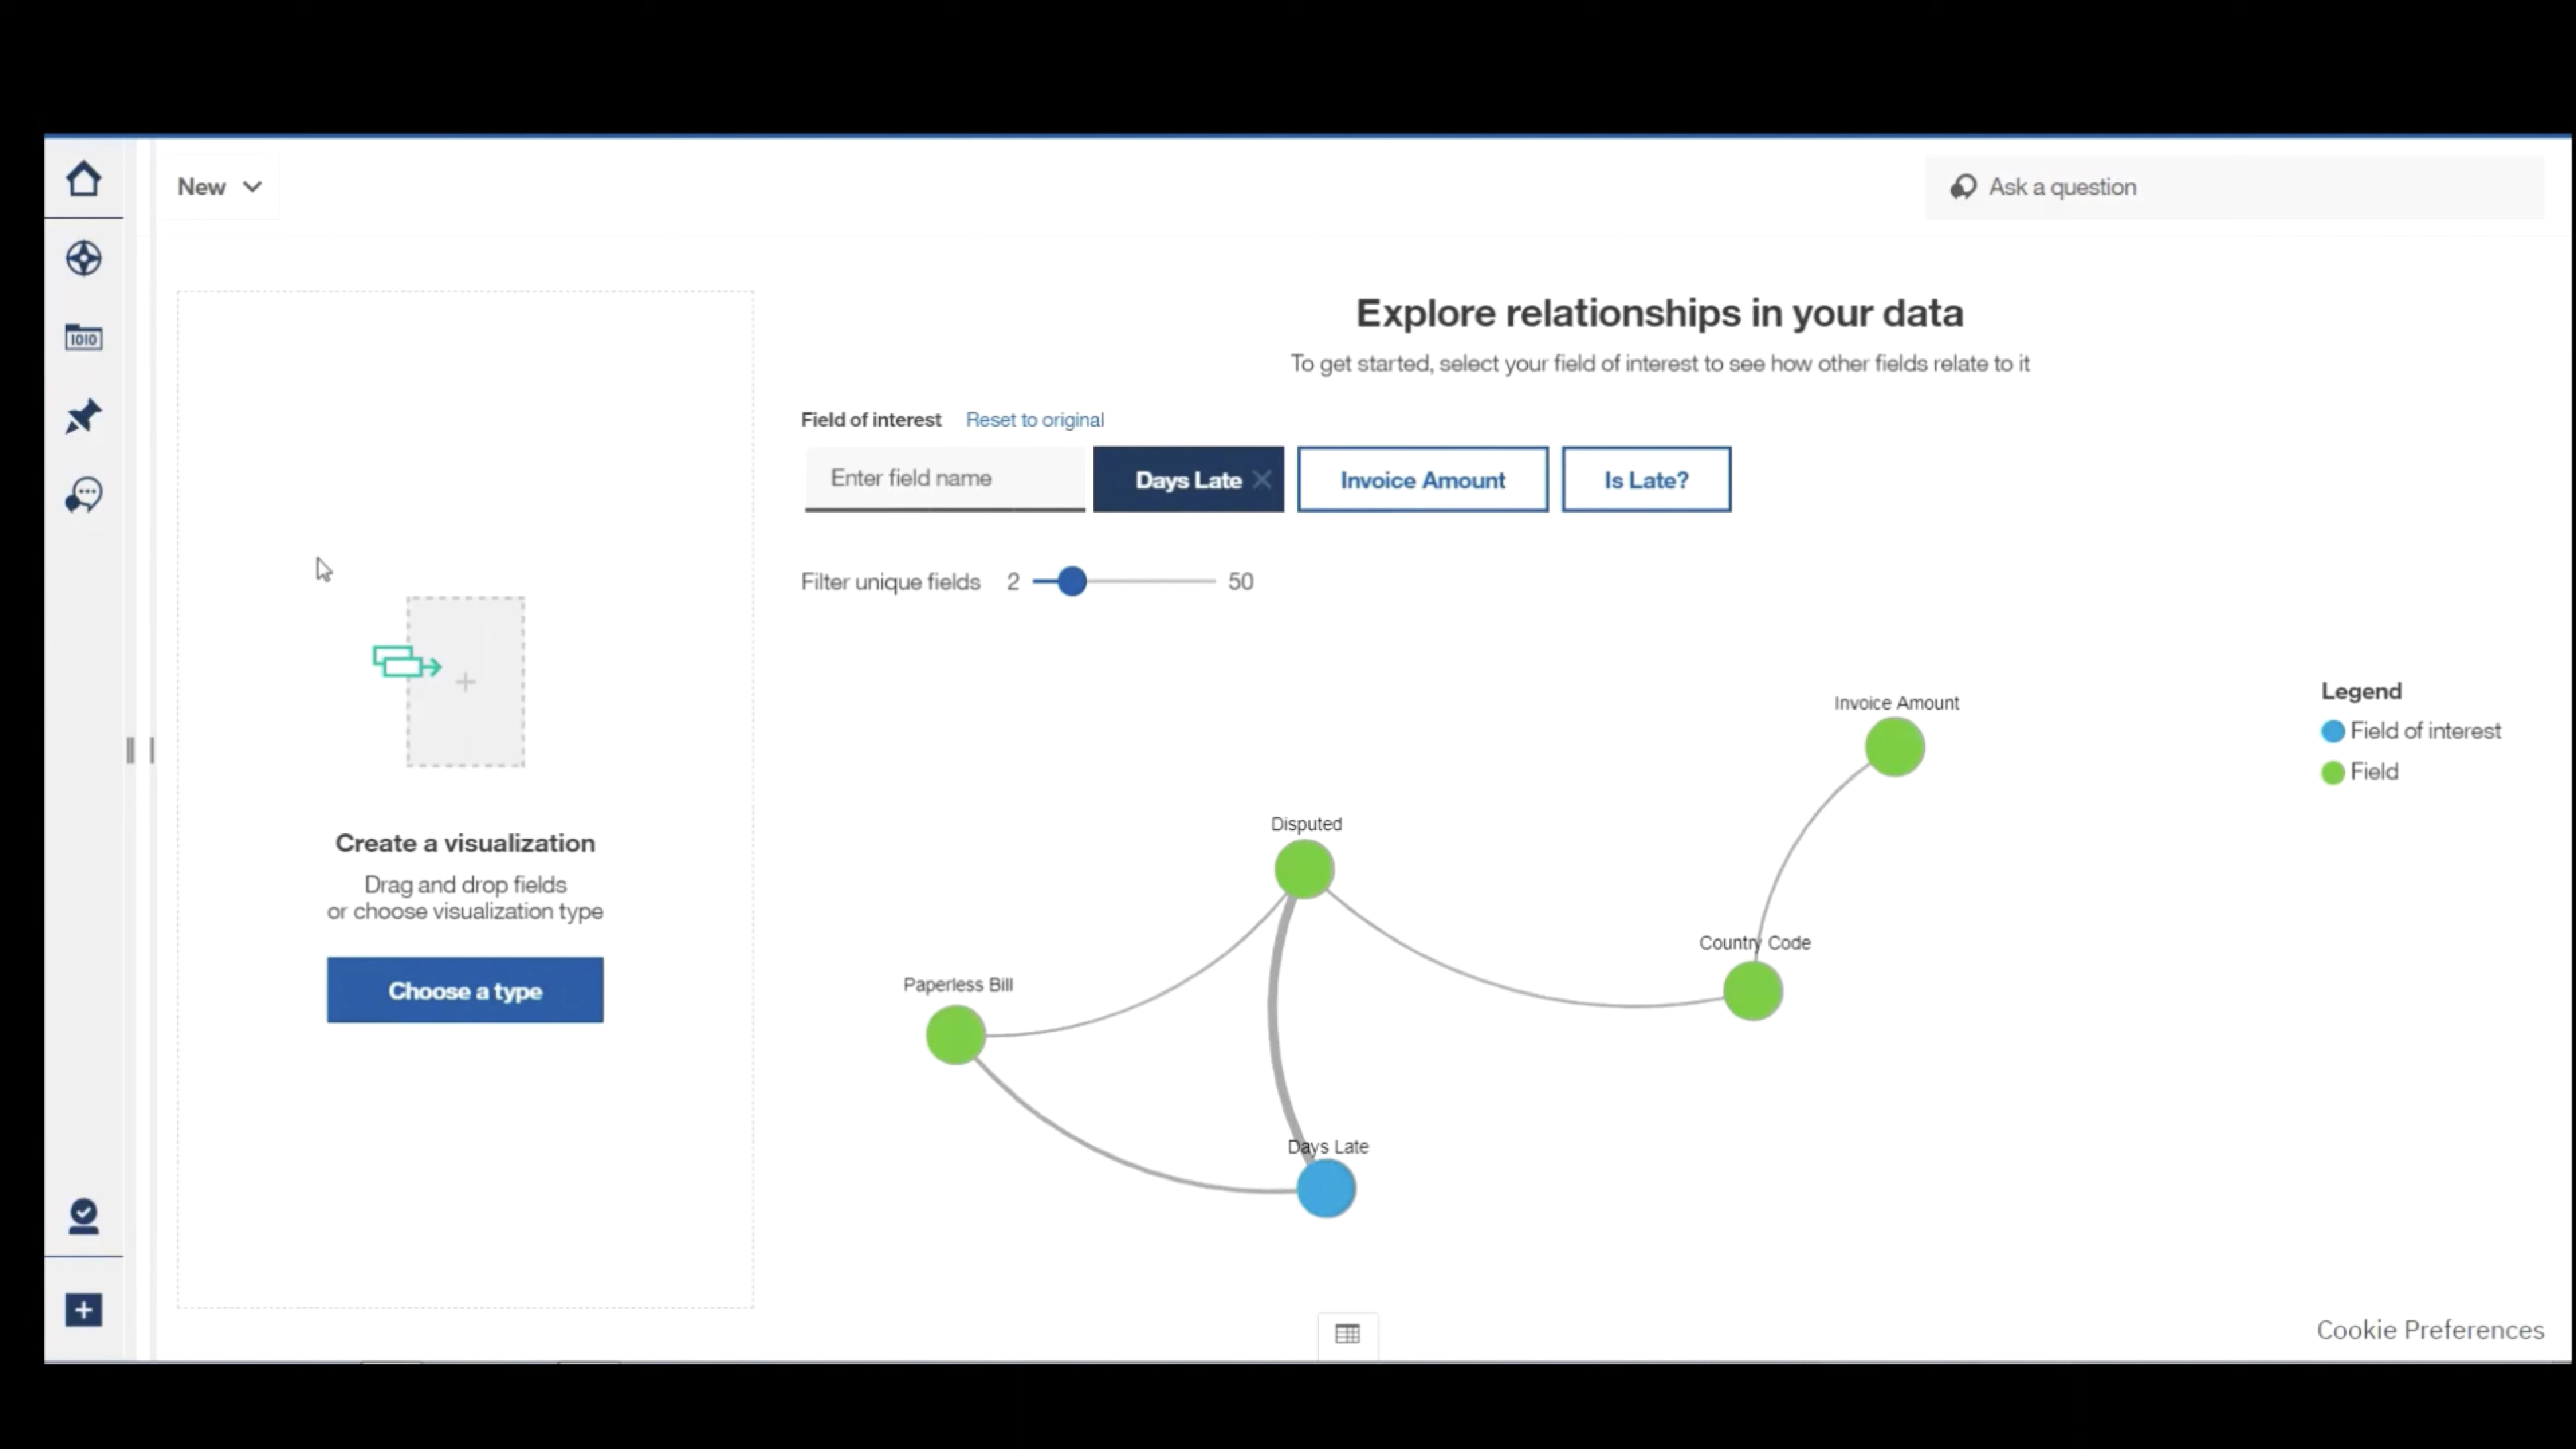 New
Ask a question
Explore relationships in your data
To get started, select your field of interest to see how other fields relate to it
Field of interest Reset to original
Enter field name Days Late Invoice Amount Is Late?
Filter unique fields 2 50
1010
Create a visualization
Drag and drop fields
or choose visualization type
Choose a type
Invoice Amount
Disputed
Country Code
Paperless Bill
Days Late
Legend
Field of interest
Field
Cookie Preferences